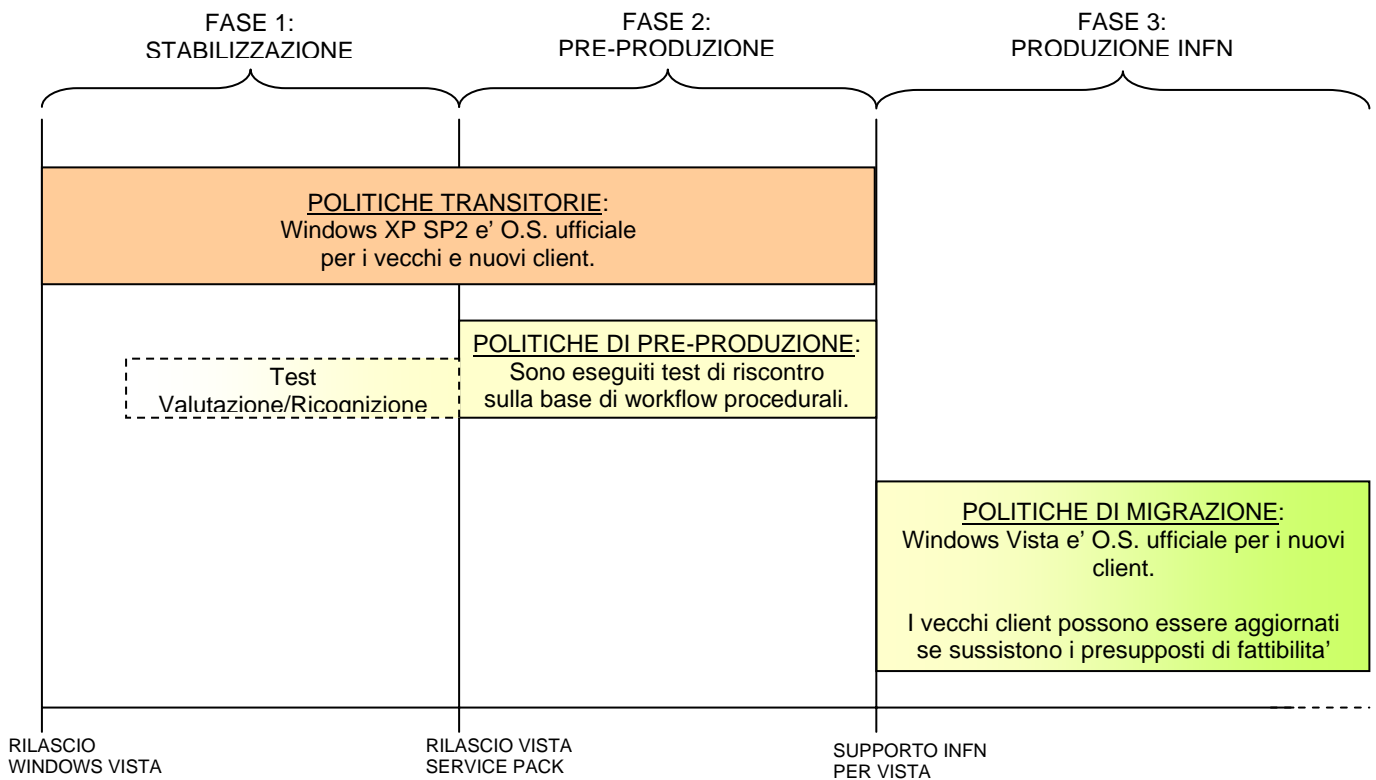 FASE 1:
STABILIZZAZIONE
FASE 2:
PRE-PRODUZIONE
FASE 3:
PRODUZIONE INFN
POLITICHE TRANSITORIE:
Windows XP SP2 e' O.S. ufficiale
per i vecchi e nuovi client.
POLITICHE DI PRE-PRODUZIONE:
Sono eseguiti test di riscontro
sulla base di workflow procedurali.
Test
Valutazione/Ricognizione
POLITICHE DI MIGRAZIONE:
Windows Vista e' O.S. ufficiale per i nuovi
client.
I vecchi client possono essere aggiornati
se sussistono i presupposti di fattibilita'
RILASCIO
WINDOWS VISTA
RILASCIO VISTA
SERVICE PACK
SUPPORTO INFN
PER VISTA